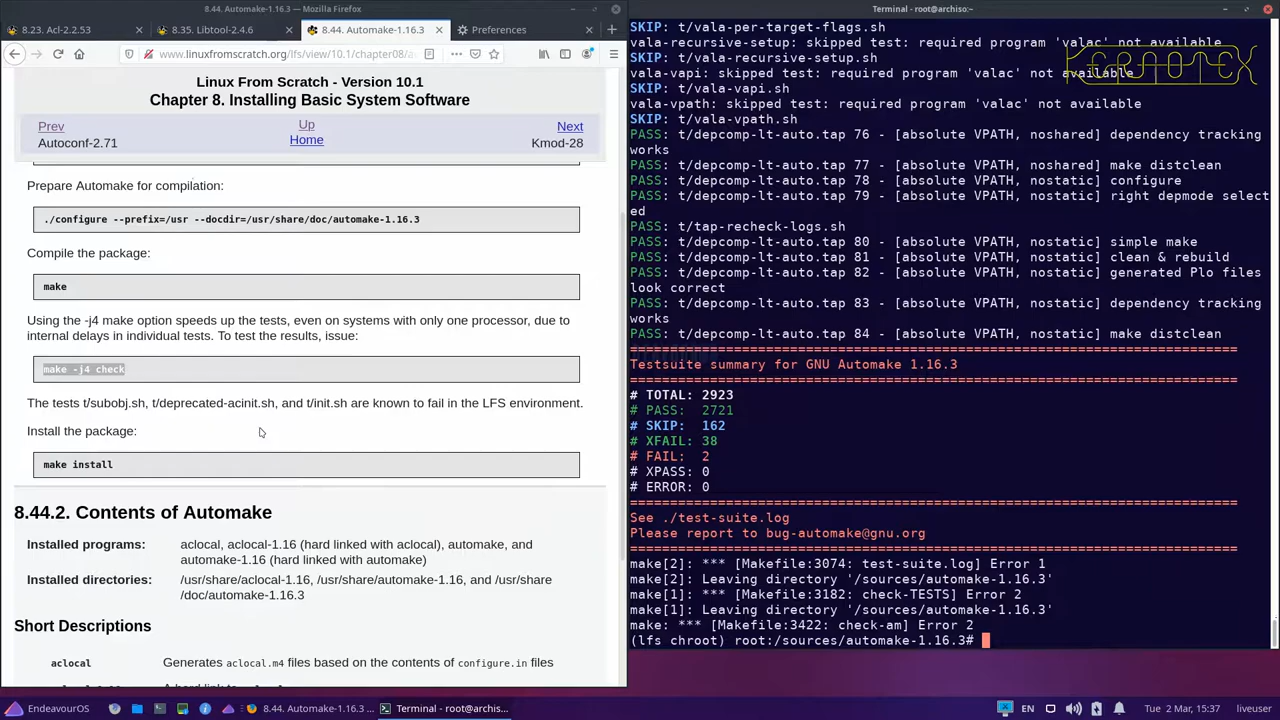 8.44. Automake-1.16.3 - Mozilla Firefox
8.23. Acl-2.2.53
8.35. Libtool-2.4.6
8.44. Automake-1.16.3
Preferences
www.linuxfromscratch.org/lfs/view/10.1/chapter08/a
Linux From Scratch - Version 10.1
Chapter 8. Installing Basic System Software
Prev
Up
Next
Autoconf-2.71
Home
Kmod-28
Prepare Automake for compilation:
./configure --prefix=/usr --docdir=/usr/share/doc/automake-1.16.3
Compile the package:
make
Using the -j4 make option speeds up the tests, even on systems with only one processor, due to
internal delays in individual tests. To test the results, issue:
make -j4 check
The tests t/subobj.sh, t/deprecated-acinit.sh, and t/init.sh are known to fail in the LFS environment.
Install the package:
make install
8.44.2. Contents of Automake
Installed programs: aclocal, aclocal-1.16 (hard linked with aclocal), automake, and
automake-1.16 (hard linked with automake)
Installed directories: /usr/share/aclocal-1.16, /usr/share/automake-1.16, and /usr/share
/doc/automake-1.16.3
Short Descriptions
aclocal Generates aclocal.m4 files based on the contents of configure.in files
Terminal - root@archiso:~
SKIP: t/vala-per-target-flags.sh
vala-recursive-setup: skipped test: required program 'valac' not available
SKIP: t/vala-recursive-setup.sh
vala-vapi: skipped test: required program 'valac' not available
SKIP: t/vala-vapi.sh
vala-vpath: skipped test: required program 'valac' not available
SKIP: t/vala-vpath.sh
PASS: t/depcomp-lt-auto.tap 76 - [absolute VPATH, noshared] dependency tracking
works
PASS: t/depcomp-lt-auto.tap 77 - [absolute VPATH, noshared] make distclean
PASS: t/depcomp-lt-auto.tap 78 - [absolute VPATH, nostatic] configure
PASS: t/depcomp-lt-auto.tap 79 - [absolute VPATH, nostatic] right depmode select
ed
PASS: t/tap-recheck-logs.sh
PASS: t/depcomp-lt-auto.tap 80 - [absolute VPATH, nostatic] simple make
PASS: t/depcomp-lt-auto.tap 81 - [absolute VPATH, nostatic] clean & rebuild
PASS: t/depcomp-lt-auto.tap 82 - [absolute VPATH, nostatic] generated Plo files
look correct
PASS: t/depcomp-lt-auto.tap 83 - [absolute VPATH, nostatic] dependency tracking
works
PASS: t/depcomp-lt-auto.tap 84 - [absolute VPATH, nostatic] make distclean
============================================================================
Testsuite summary for GNU Automake 1.16.3
============================================================================
# TOTAL: 2923
# PASS: 2721
# SKIP: 162
# XFAIL: 38
# FAIL: 2
# XPASS: 0
# ERROR: 0
============================================================================
See ./test-suite.log
Please report to bug-automake@gnu.org
============================================================================
make[2]: *** [Makefile:3074: test-suite.log] Error 1
make[2]: Leaving directory '/sources/automake-1.16.3'
make[1]: *** [Makefile:3182: check-TESTS] Error 2
make[1]: Leaving directory '/sources/automake-1.16.3'
make: *** [Makefile:3422: check-am] Error 2
(lfs chroot) root:/sources/automake-1.16.3#
EndeavourOS
8.44. Automake-1.16.3 ...
Terminal - root@archis...
EN
Tue 2 Mar, 15:37
liveuser